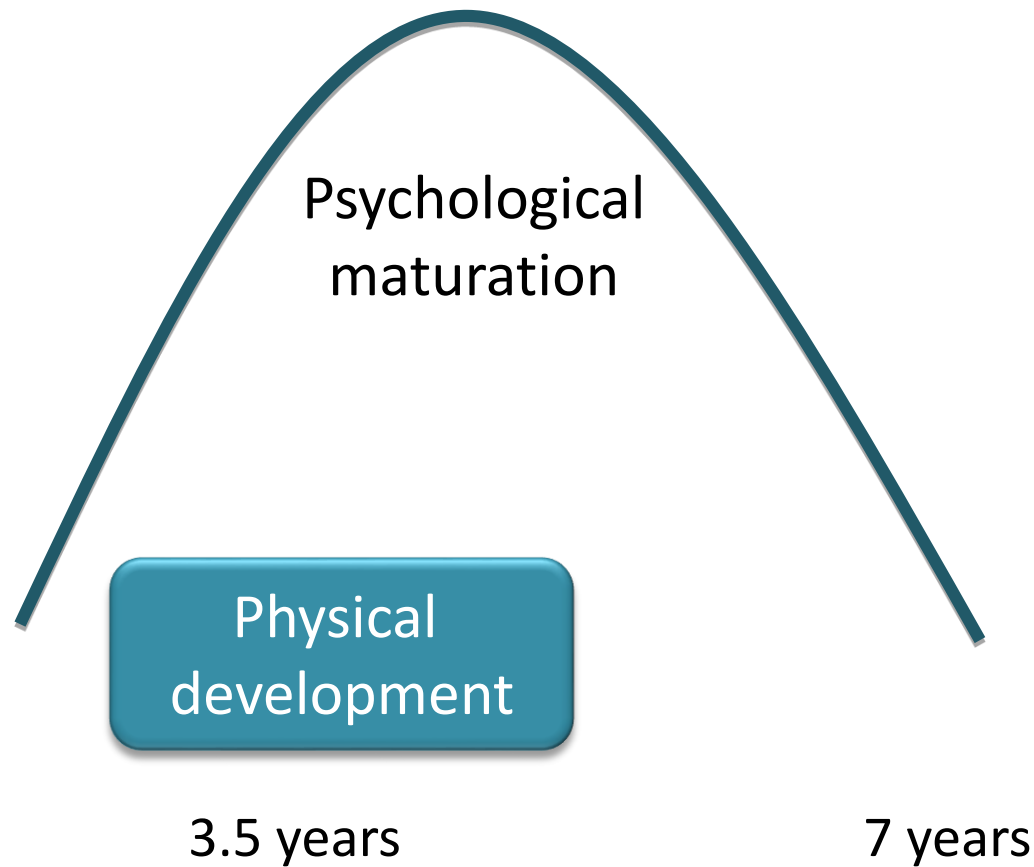 Psychological
maturation
Physical
development
3.5 years
7 years